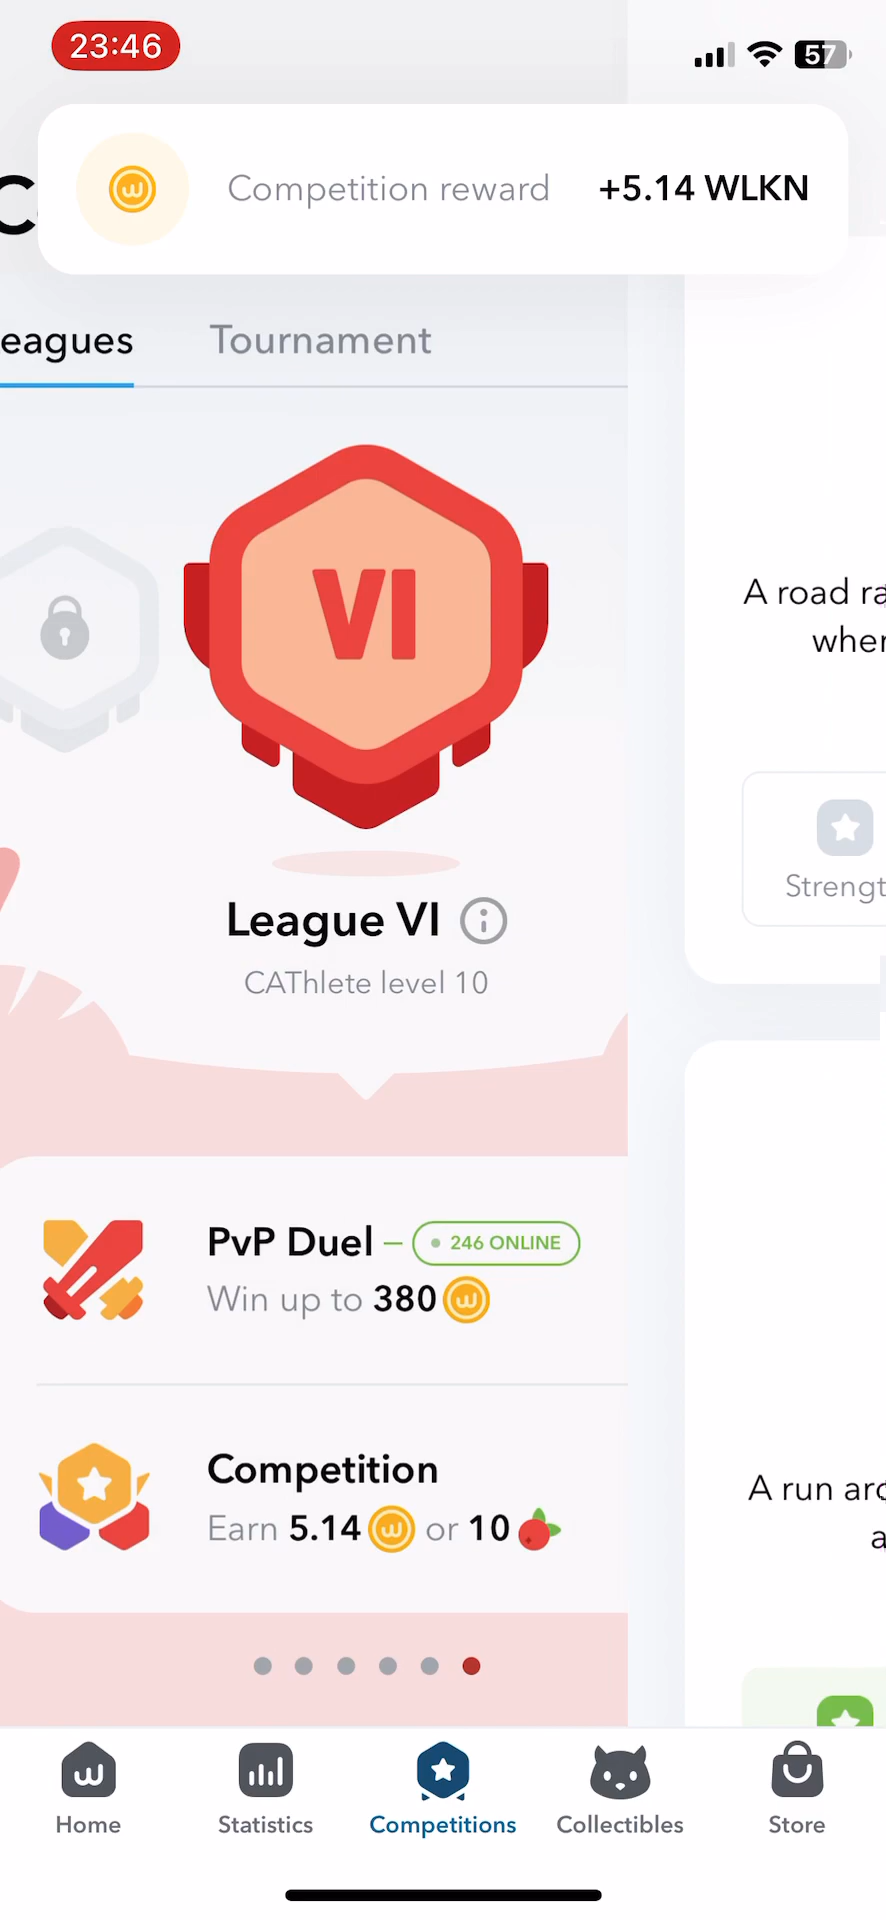 23:46
57
Competition reward +5.14 WLKN
eagues Tournament
VI
A road ra
wher
Strengt
League VI
CAThlete level 10
PvP Duel – 246 ONLINE
Win up to 380
Competition
Earn 5.14 or 10
A run aro
a
Home Statistics Competitions Collectibles Store